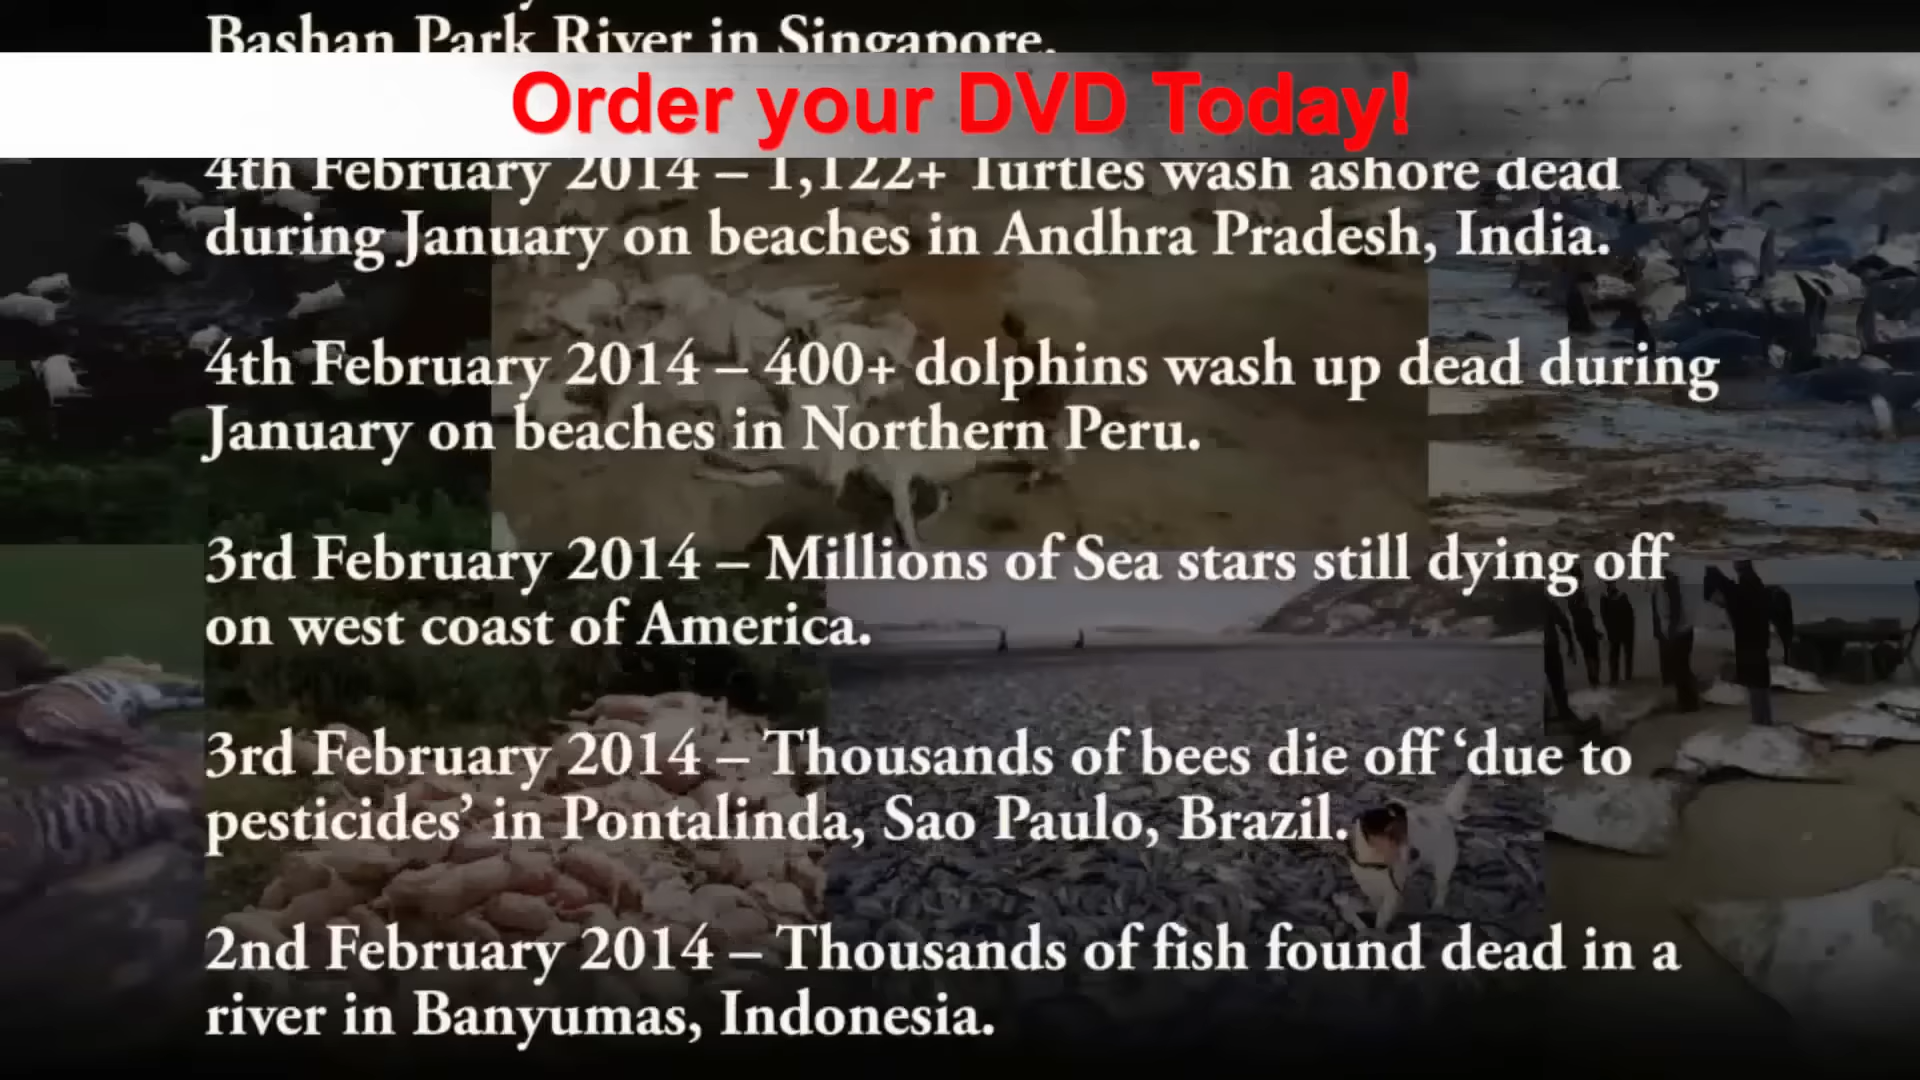 Bashan Park River in Singapore.
Order your DVD Today!
4th February 2014 – 1,122+ Turtles wash ashore dead
during January on beaches in Andhra Pradesh, India.
4th February 2014 – 400+ dolphins wash up dead during
January on beaches in Northern Peru.
3rd February 2014 – Millions of Sea stars still dying off
on west coast of America.
3rd February 2014 – Thousands of bees die off ‘due to
pesticides’ in Pontalinda, Sao Paulo, Brazil.
2nd February 2014 – Thousands of fish found dead in a
river in Banyumas, Indonesia.